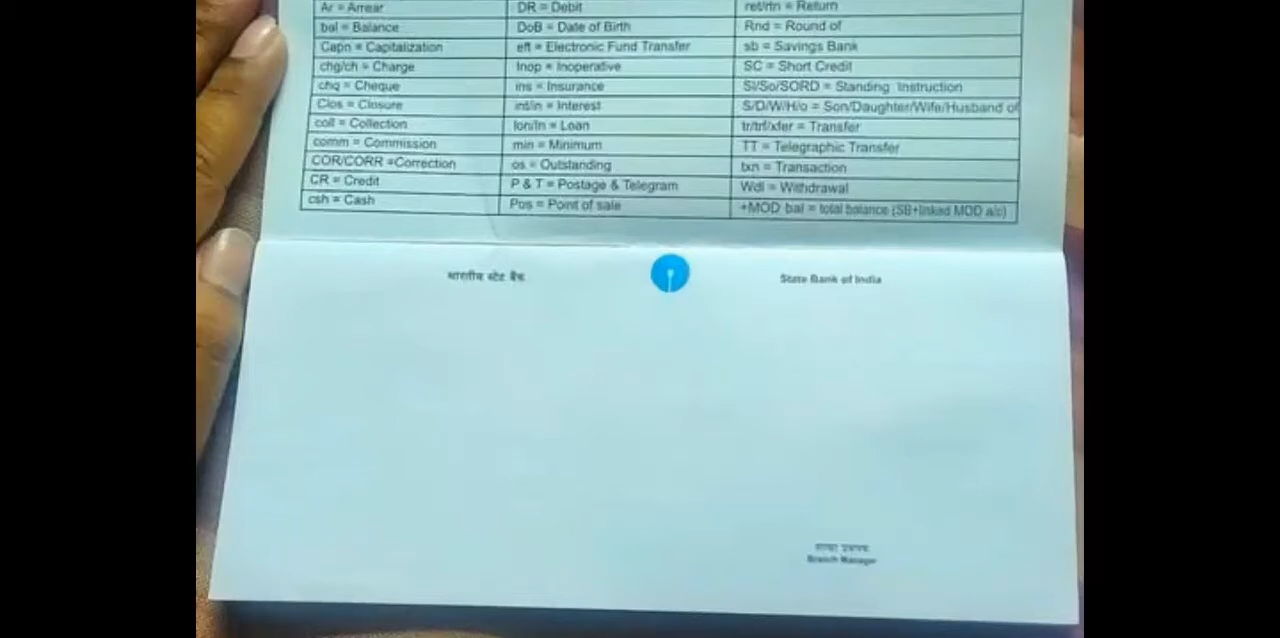 Ar = Arrear DR = Debit ret/rtn = Return
bal = Balance DoB = Date of Birth Rnd = Round of
Capn = Capitalization eft = Electronic Fund Transfer sb = Savings Bank
chg/ch = Charge Inop = Inoperative SC = Short Credit
chq = Cheque ins = Insurance SI/So/SORD = Standing Instruction
Clos = Closure int/in = Interest S/D/W/H/o = Son/Daughter/Wife/Husband of
coll = Collection lon/ln = Loan tr/trf/xfer = Transfer
comm = Commission min = Minimum TT = Telegraphic Transfer
COR/CORR =Correction os = Outstanding txn = Transaction
CR = Credit P & T = Postage & Telegram Wdl = Withdrawal
csh = Cash Pos = Point of sale +MOD bal = total balance (SB+linked MOD a/c)
भारतीय स्टेट बैंक State Bank of India
शाखा प्रबंधक
Branch Manager